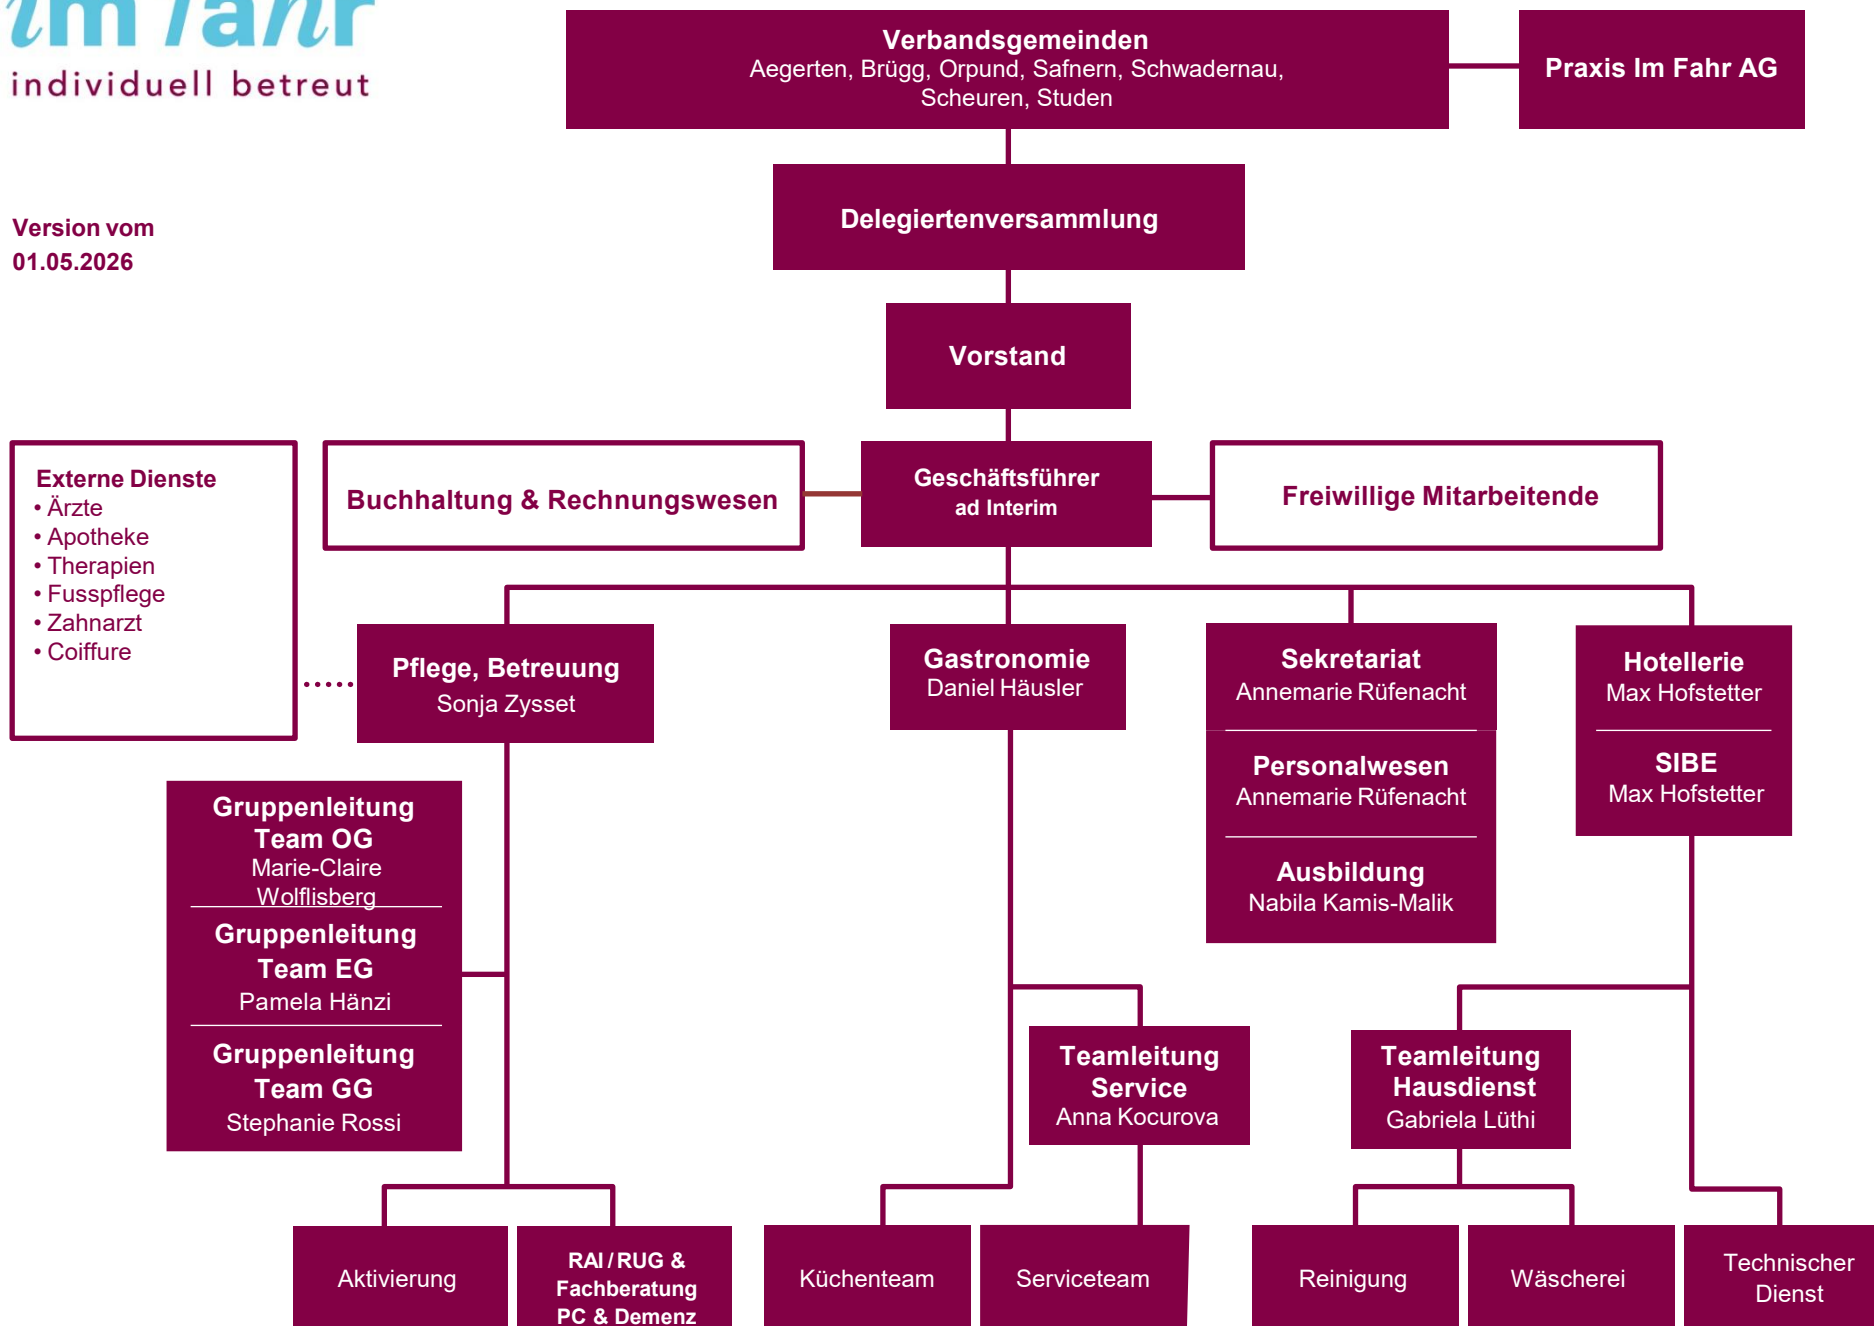 im fahr
individuell betreut
Verbandsgemeinden
Aegerten, Brügg, Orpund, Safnern, Schwadernau,
Scheuren, Studen
Praxis Im Fahr AG
Version vom
01.05.2026
Delegiertenversammlung
Vorstand
Externe Dienste
• Ärzte
• Apotheke
• Therapien
• Fusspflege
• Zahnarzt
• Coiffure
Buchhaltung & Rechnungswesen
Geschäftsführer
ad Interim
Freiwillige Mitarbeitende
Pflege, Betreuung
Sonja Zysset
Gastronomie
Daniel Häusler
Sekretariat
Annemarie Rüfenacht
Personalwesen
Annemarie Rüfenacht
Ausbildung
Nabila Kamis-Malik
Hotellerie
Max Hofstetter
SIBE
Max Hofstetter
Gruppenleitung
Team OG
Marie-Claire
Wolflisberg
Gruppenleitung
Team EG
Pamela Hänzi
Gruppenleitung
Team GG
Stephanie Rossi
Teamleitung
Service
Anna Kocurova
Teamleitung
Hausdienst
Gabriela Lüthi
Aktivierung
RAI / RUG &
Fachberatung
PC & Demenz
Küchenteam
Serviceteam
Reinigung
Wäscherei
Technischer
Dienst